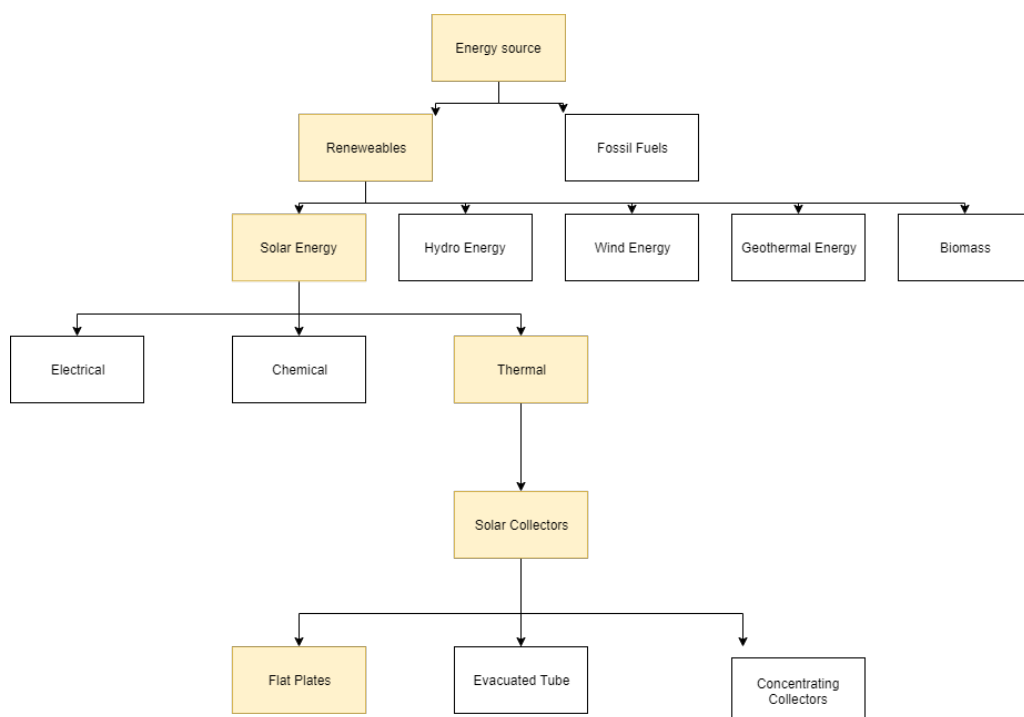 Energy source
Reneweables
Fossil Fuels
Solar Energy
Hydro Energy
Wind Energy
Geothermal Energy
Biomass
Electrical
Chemical
Thermal
Solar Collectors
Flat Plates
Evacuated Tube
Concentrating
Collectors